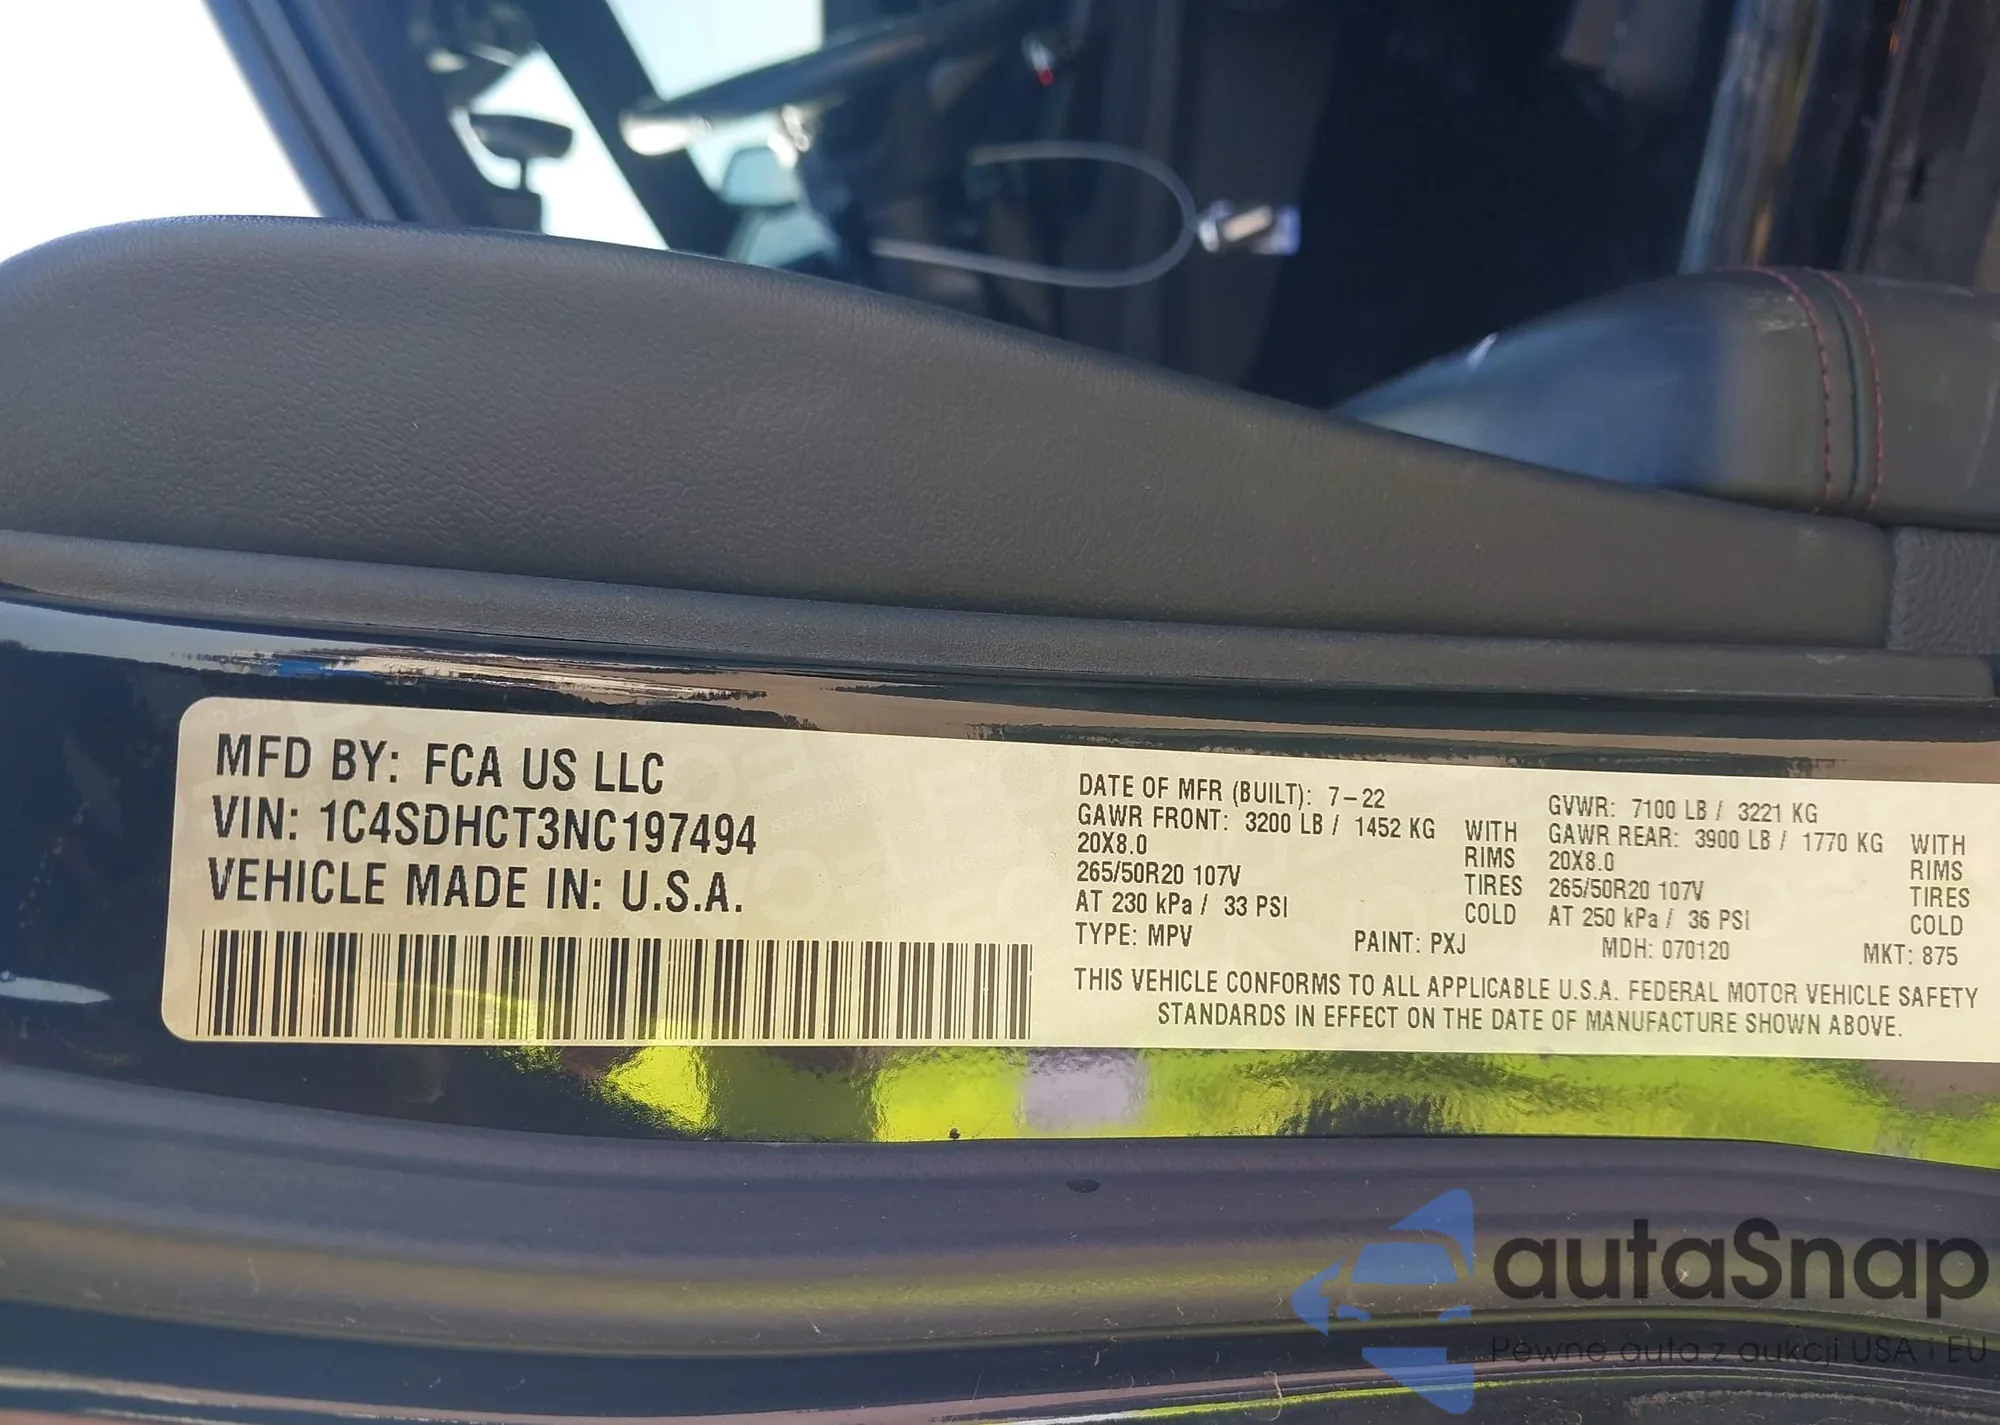 MFD BY: FCA US LLC
VIN: 1C4SDHCT3NC197494
VEHICLE MADE IN: U.S.A.
DATE OF MFR (BUILT): 7-22
GAWR FRONT: 3200 LB / 1452 KG WITH
20X8.0 RIMS
265/50R20 107V TIRES
AT 230 kPa / 33 PSI COLD
GVWR: 7100 LB / 3221 KG
GAWR REAR: 3900 LB / 1770 KG WITH
20X8.0 RIMS
265/50R20 107V TIRES
AT 250 kPa / 36 PSI COLD
TYPE: MPV PAINT: PXJ MDH: 070120 MKT: 875
THIS VEHICLE CONFORMS TO ALL APPLICABLE U.S.A. FEDERAL MOTOR VEHICLE SAFETY
STANDARDS IN EFFECT ON THE DATE OF MANUFACTURE SHOWN ABOVE.
autaSnap
Pewne auta z aukcji USA i EU